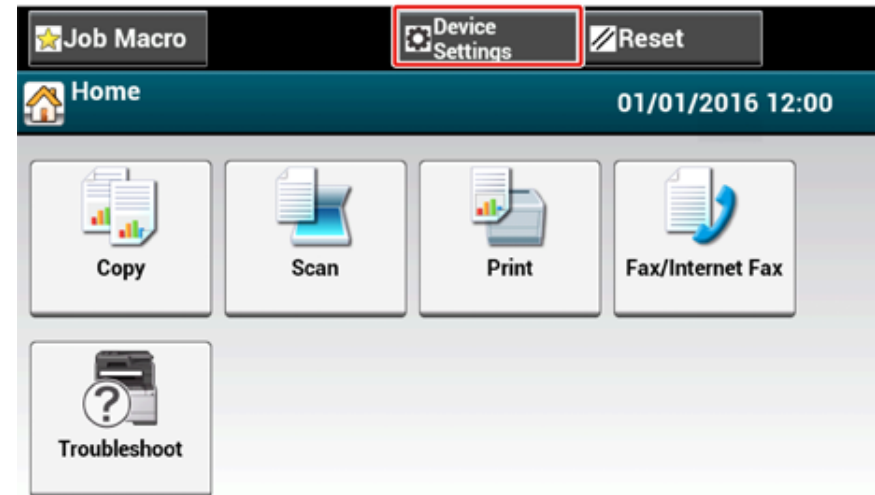 Job Macro
Device
Settings
Reset
Home
01/01/2016 12:00
Copy
Scan
Print
Fax/Internet Fax
Troubleshoot